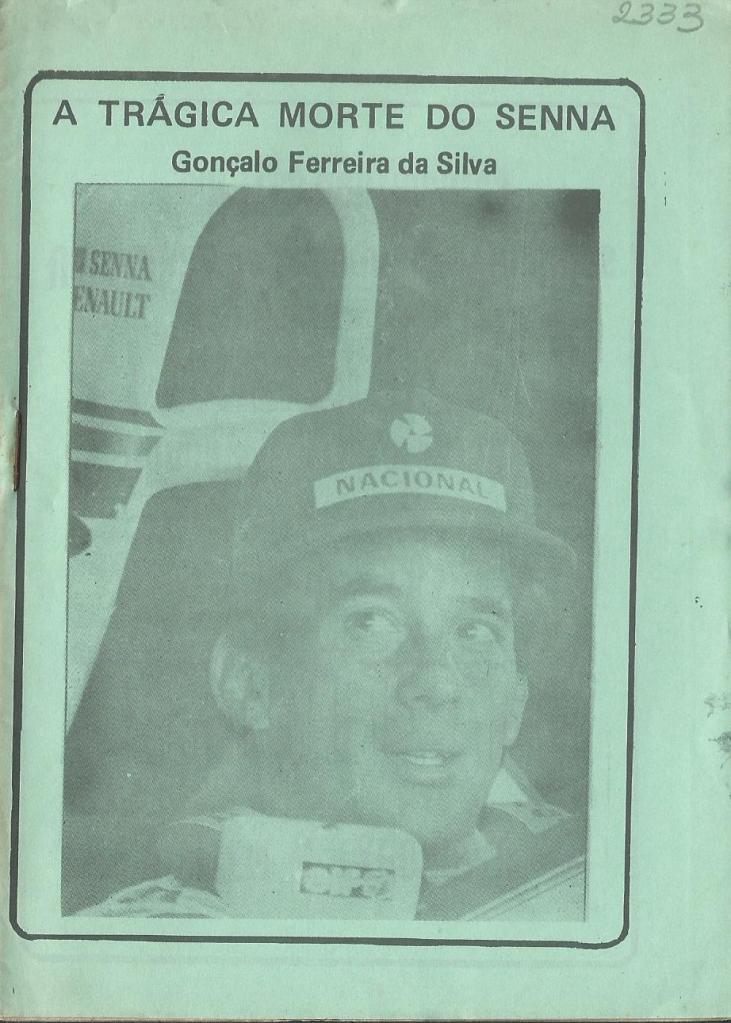 2333
A TRÁGICA MORTE DO SENNA
Gonçalo Ferreira da Silva
SENNA
ENAULT
NACIONAL